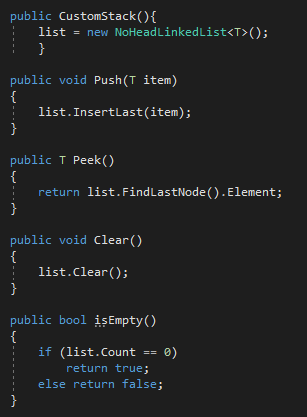 public CustomStack(){
    list = new NoHeadLinkedList<T>();
    }
public void Push(T item)
{
    list.InsertLast(item);
}
public T Peek()
{
    return list.FindLastNode().Element;
}
public void Clear()
{
    list.Clear();
}
public bool isEmpty()
{
    if (list.Count == 0)
        return true;
    else return false;
}